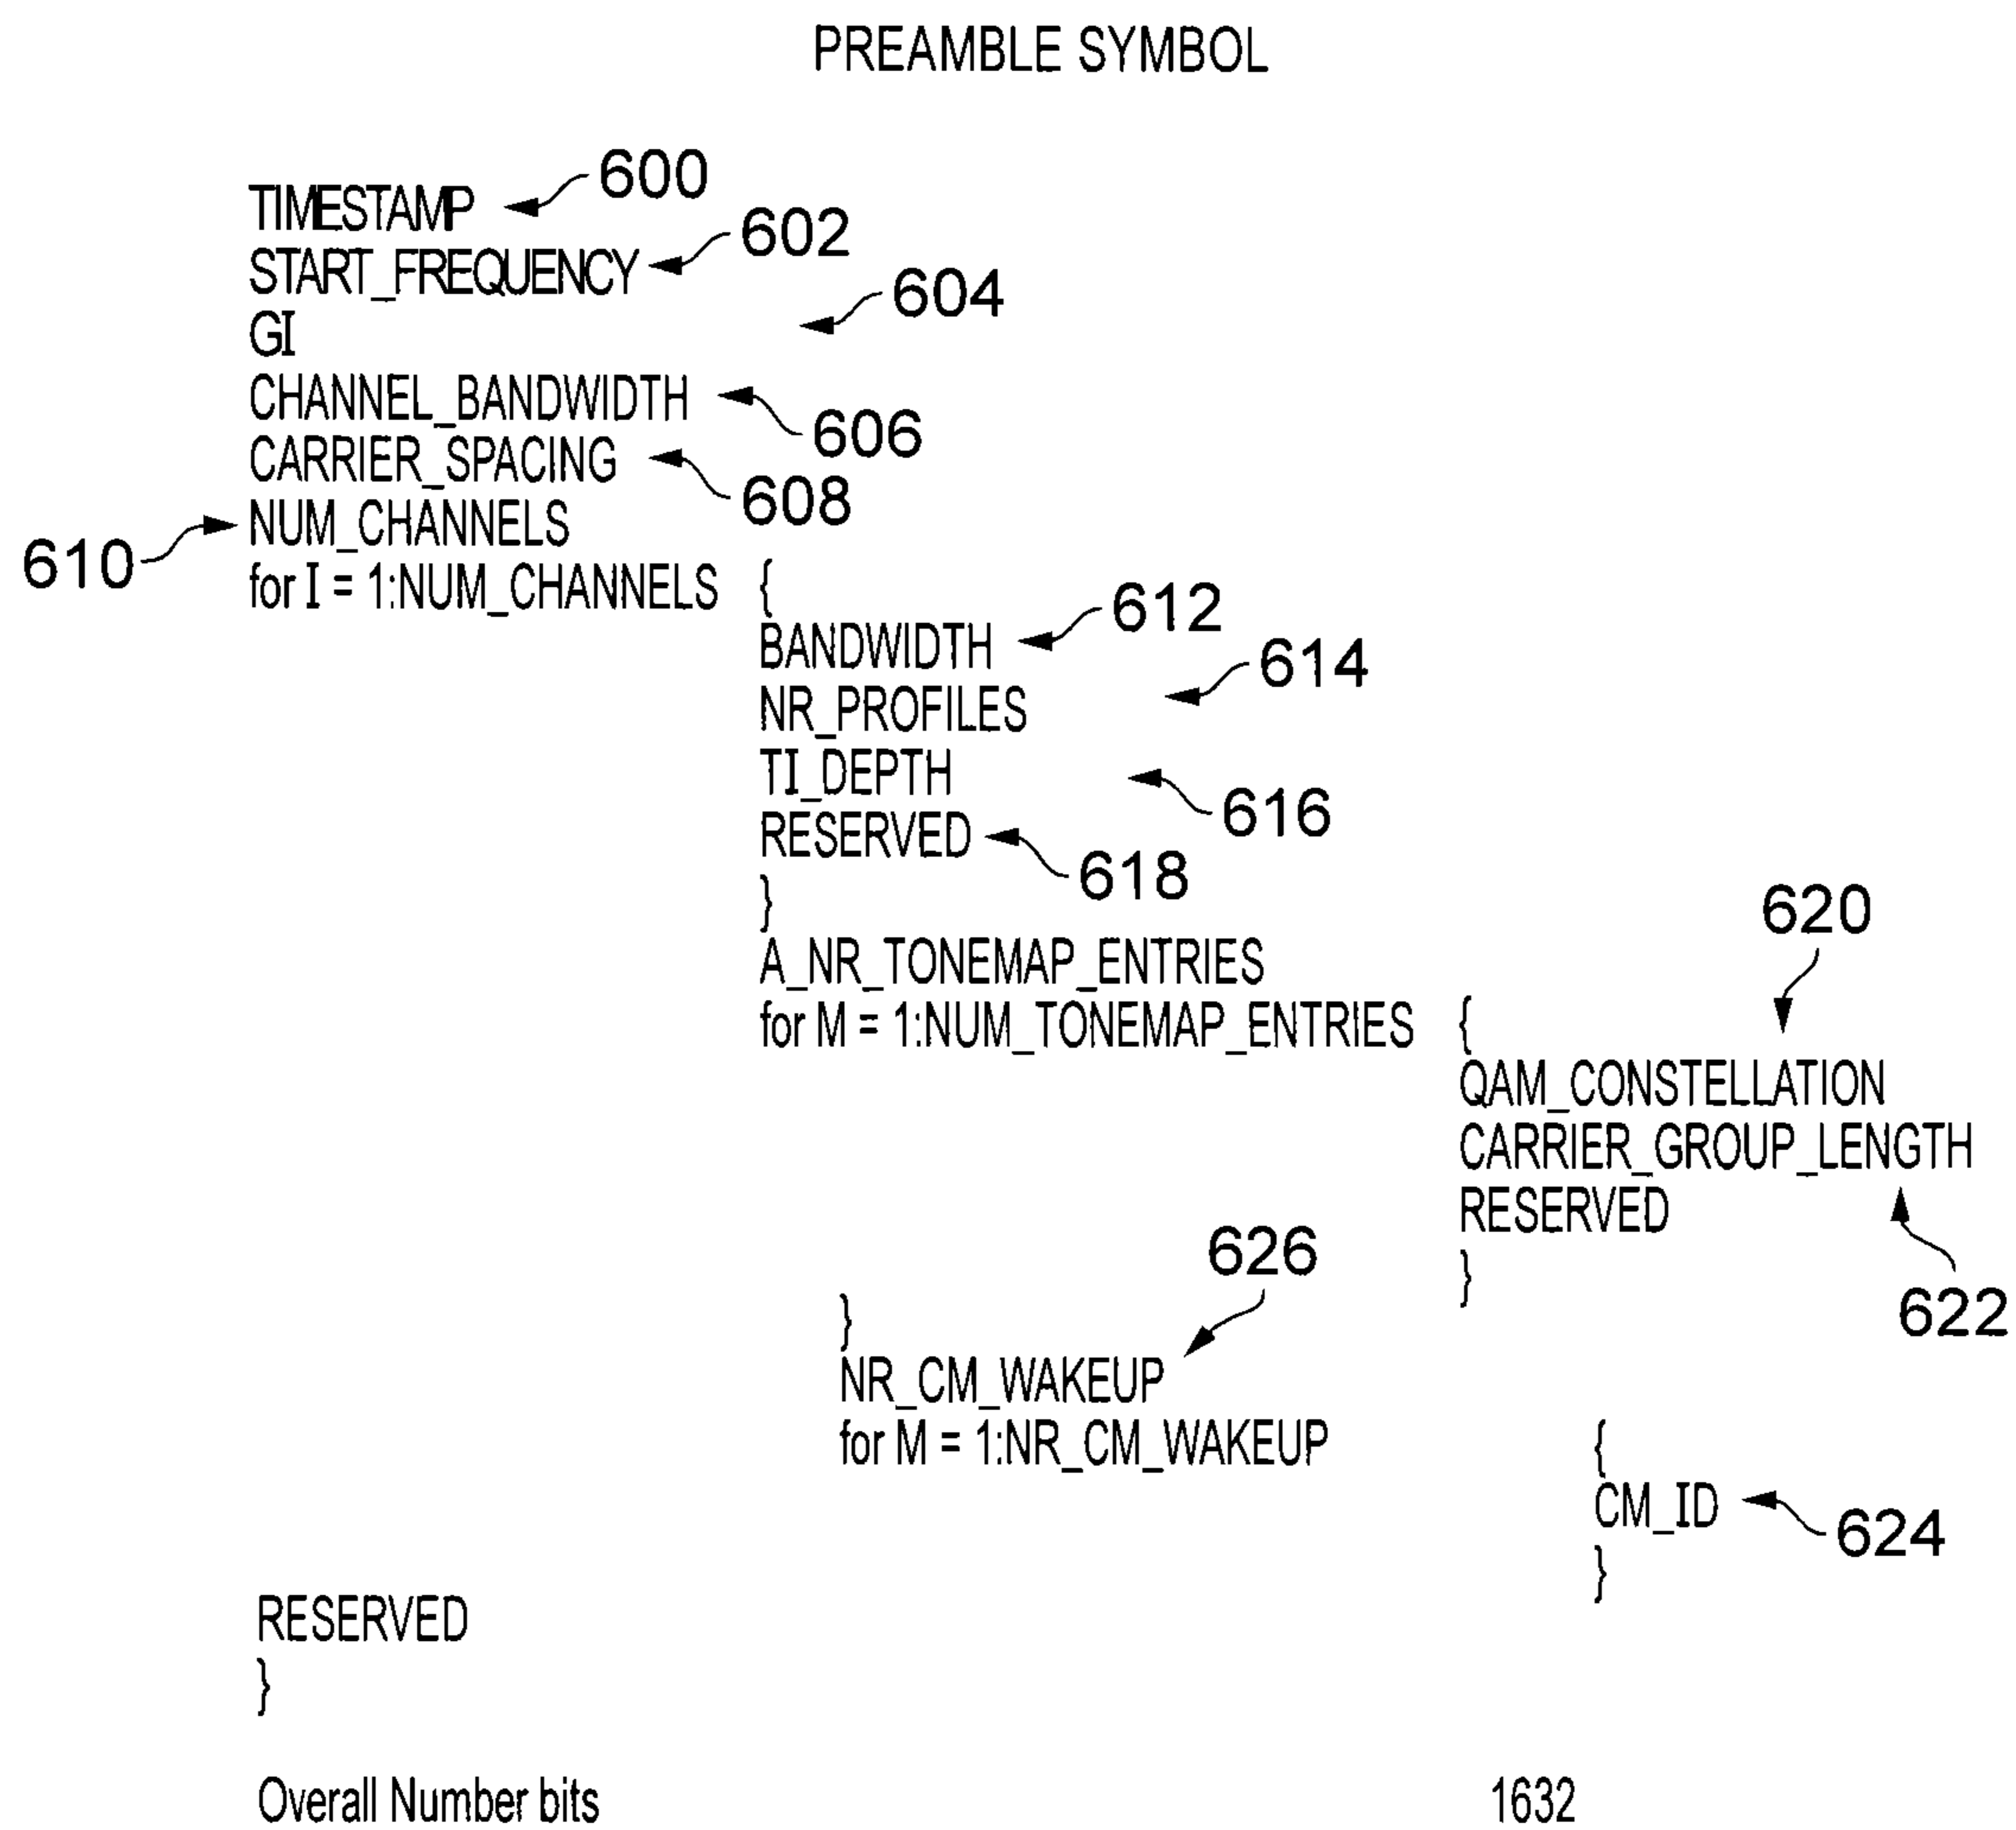 PREAMBLE SYMBOL
TIMESTAMP 600
START_FREQUENCY 602
GI 604
CHANNEL_BANDWIDTH 606
CARRIER_SPACING 608
610 NUM_CHANNELS
for I = 1:NUM_CHANNELS {
BANDWIDTH 612
NR_PROFILES 614
TI_DEPTH 616
RESERVED 618
}
A_NR_TONEMAP_ENTRIES
for M = 1:NUM_TONEMAP_ENTRIES {
620
QAM_CONSTELLATION
CARRIER_GROUP_LENGTH
RESERVED
622
}
}
626
NR_CM_WAKEUP
for M = 1:NR_CM_WAKEUP {
CM_ID 624
}
RESERVED
}
Overall Number bits 1632